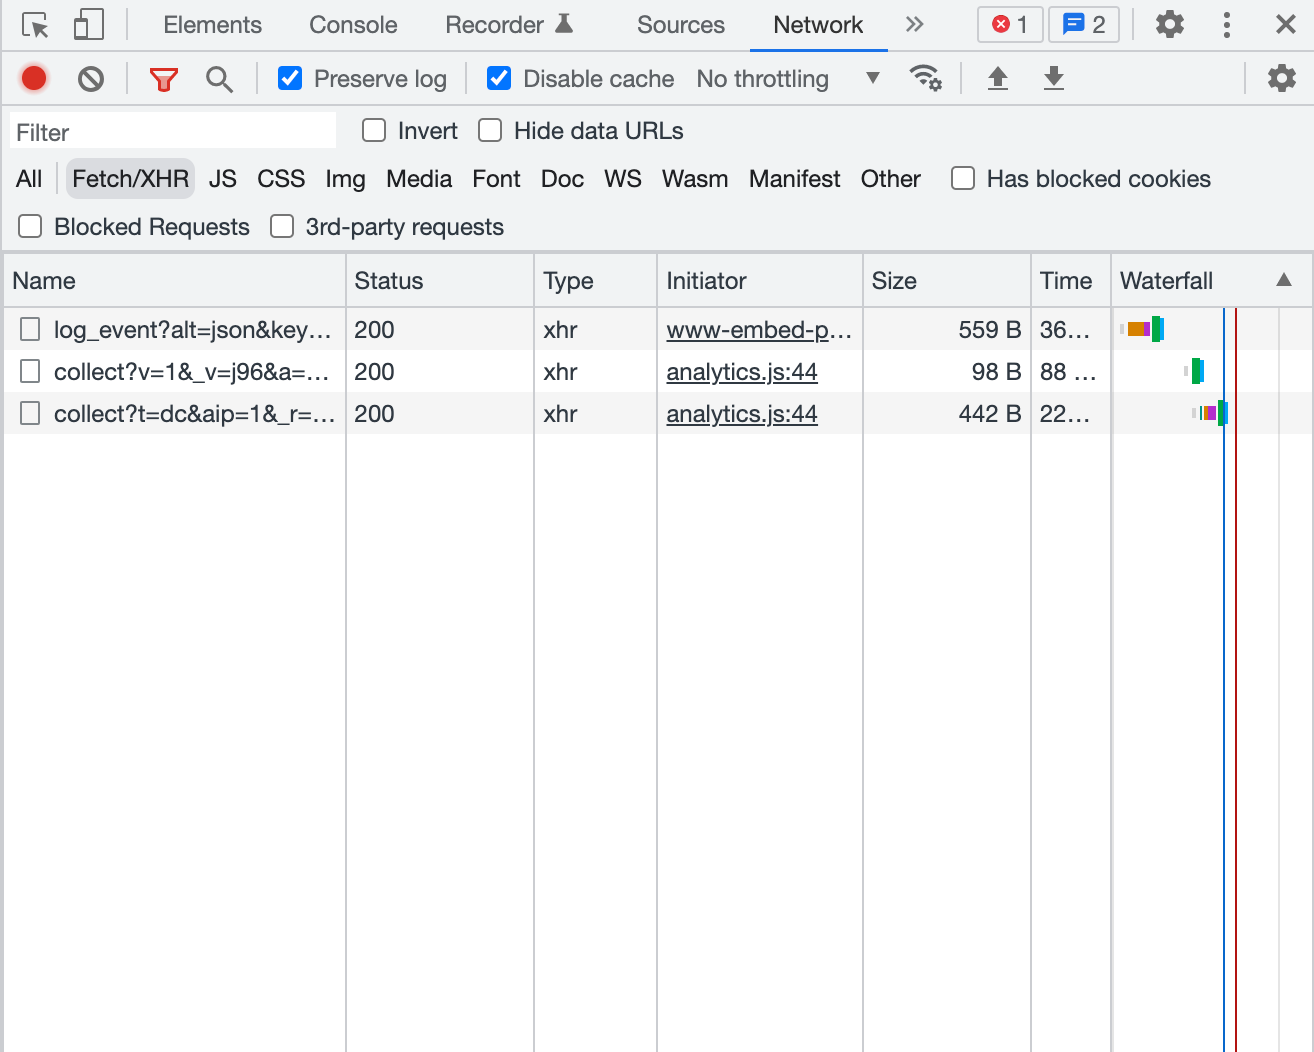 Elements Console Recorder Sources Network 1 2
Preserve log Disable cache No throttling
Filter Invert Hide data URLs
All Fetch/XHR JS CSS Img Media Font Doc WS Wasm Manifest Other Has blocked cookies
Blocked Requests 3rd-party requests
Name Status Type Initiator Size Time Waterfall
log_event?alt=json&key... 200 xhr www-embed-p... 559 B 36...
collect?v=1&_v=j96&a=... 200 xhr analytics.js:44 98 B 88 ...
collect?t=dc&aip=1&_r=... 200 xhr analytics.js:44 442 B 22...